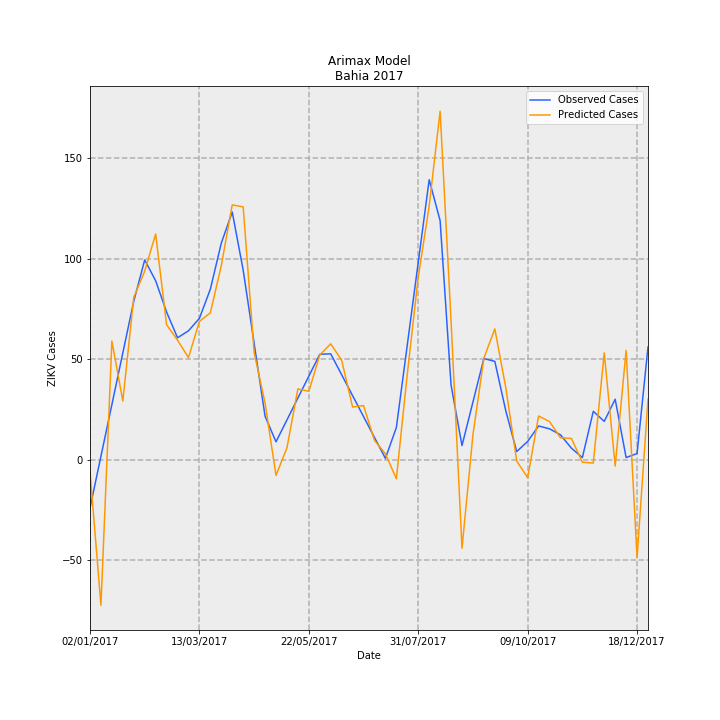 Arimax Model
Bahia 2017
Observed Cases
Predicted Cases
150
100
50
0
−50
ZIKV Cases
02/01/2017 13/03/2017 22/05/2017 31/07/2017 09/10/2017 18/12/2017
Date